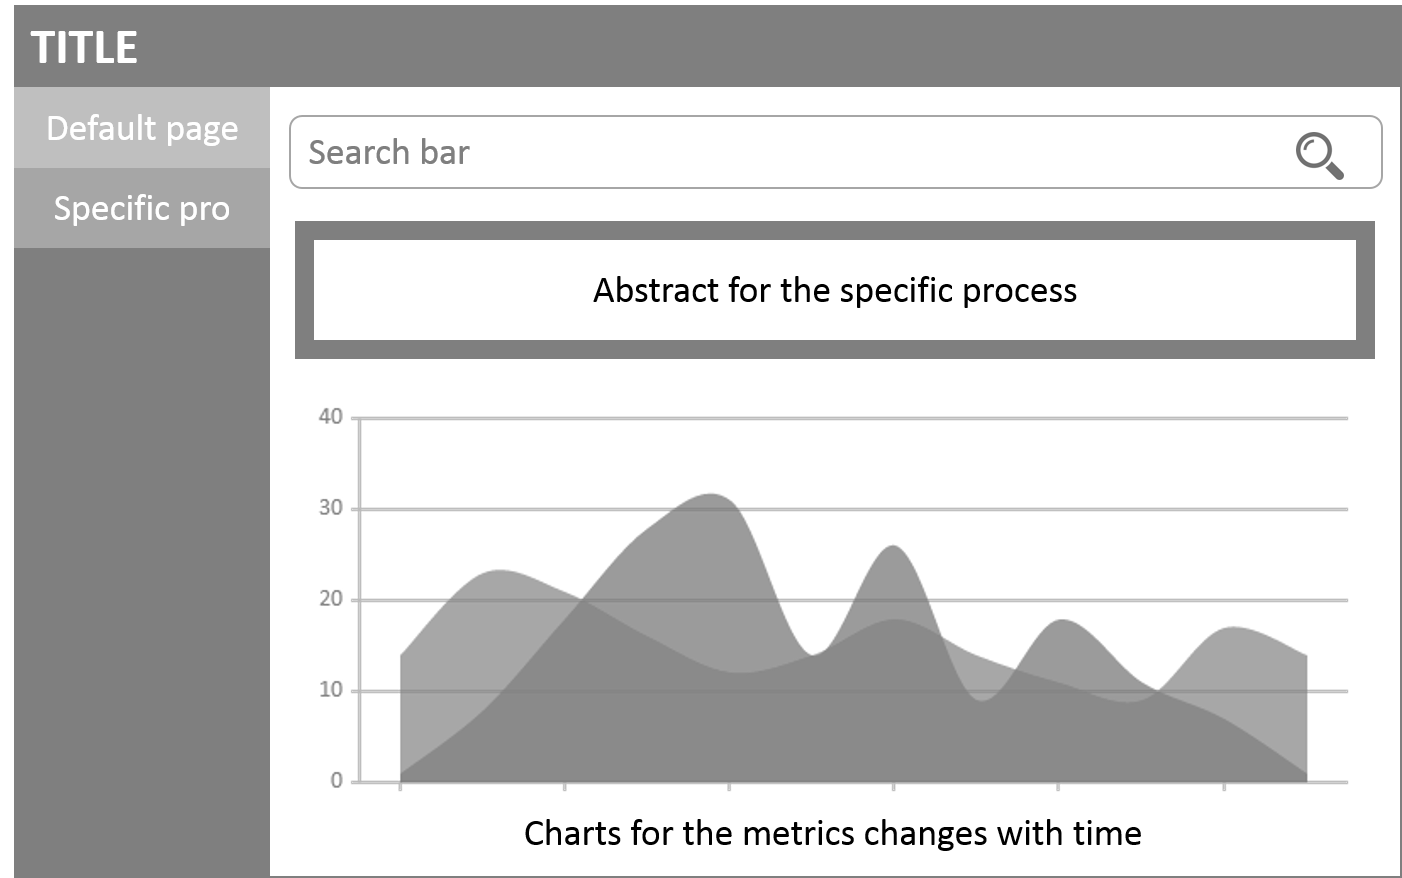 TITLE
Default page
Specific pro
Search bar
Abstract for the specific process
40
30
20
10
0
Charts for the metrics changes with time